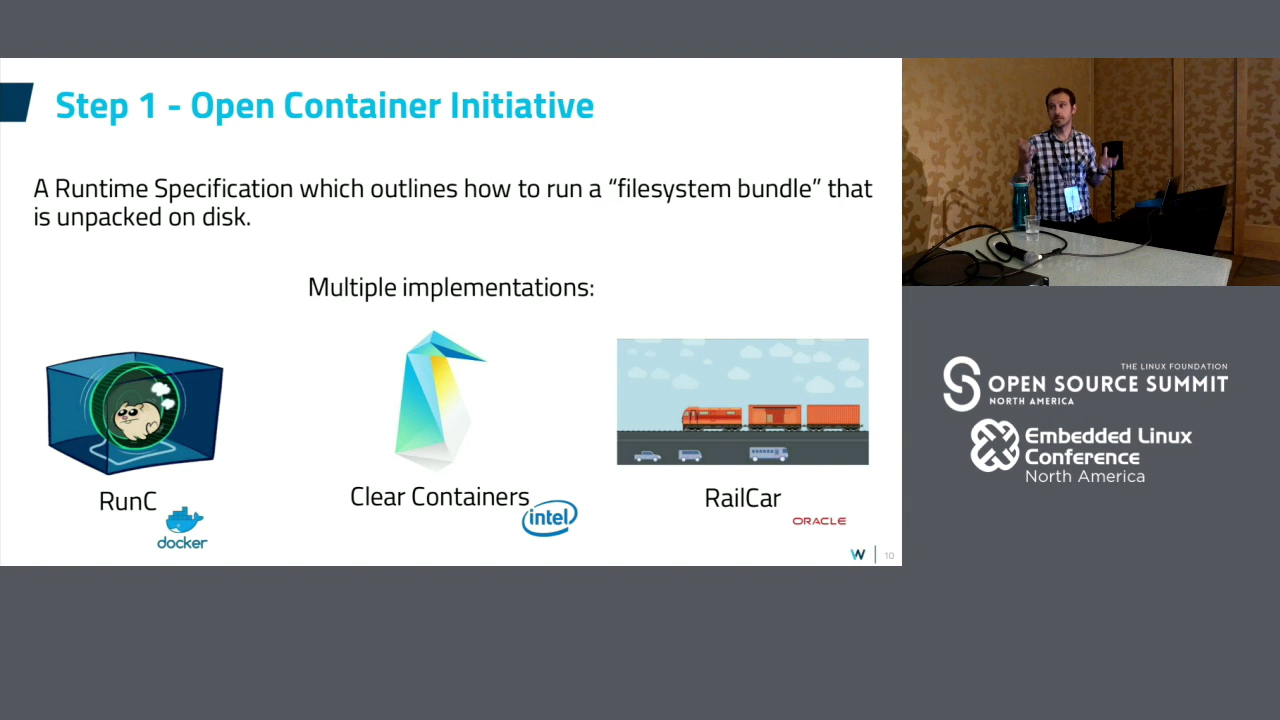 Step 1 - Open Container Initiative
A Runtime Specification which outlines how to run a “filesystem bundle” that
is unpacked on disk.
Multiple implementations:
RunC
docker
Clear Containers
intel
RailCar
ORACLE
W
10
THE LINUX FOUNDATION
OPEN SOURCE SUMMIT
NORTH AMERICA
Embedded Linux
Conference
North America